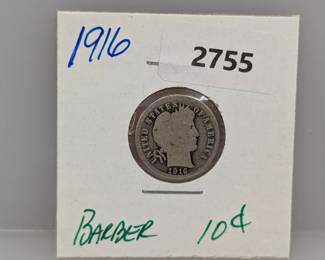 1916
2755
UNITED STATES OF AMERICA
1916
BARBER 10¢